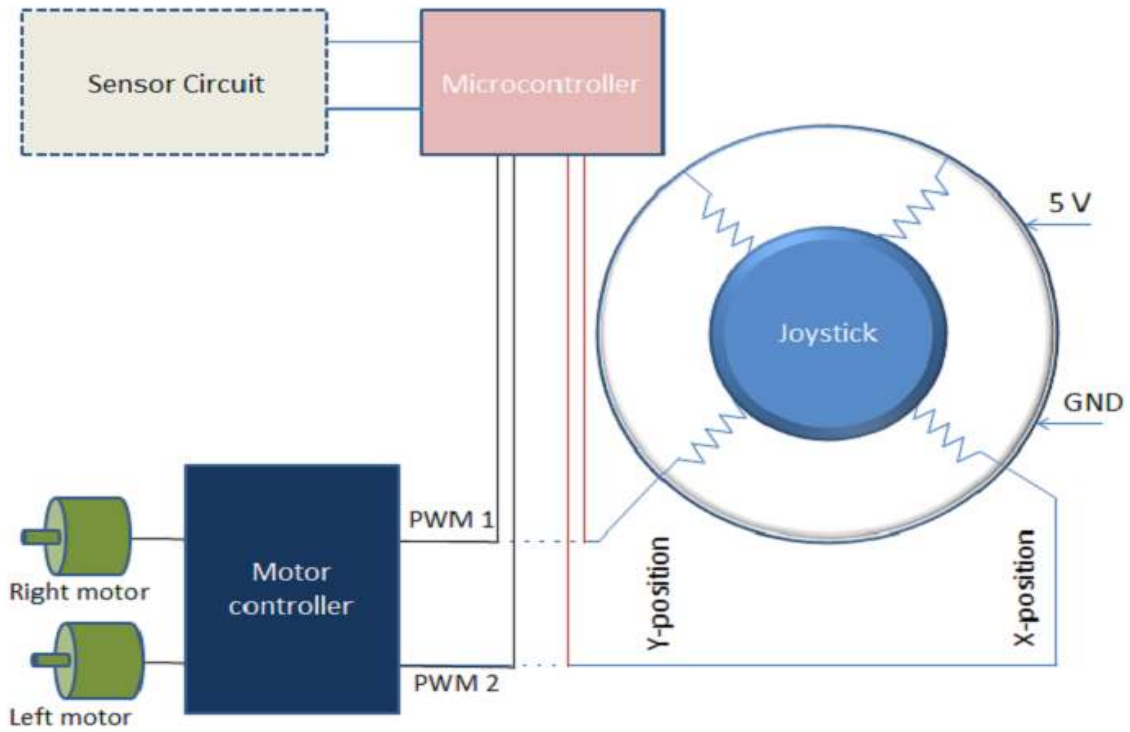 Sensor Circuit
Microcontroller
5 V
Joystick
GND
PWM 1
Right motor
Motor
controller
Y-position
X-position
PWM 2
Left motor